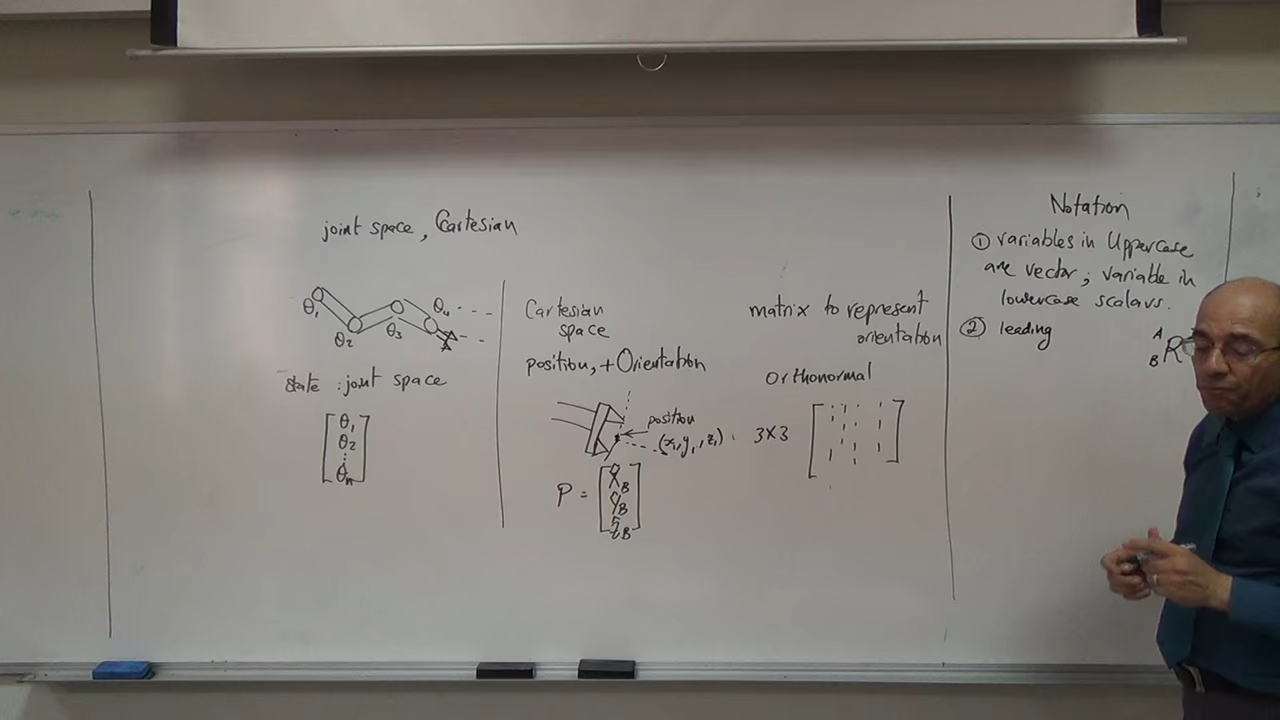 joint space, Cartesian
θ1
θ2
θ3
θ4 . . .
state : joint space
θ1
θ2
⋮
θn
Cartesian
space
position, + Orientation
position
(x1, y1, z1)
P =
xB
yB
zB
matrix to represent
orientation
Orthonormal
3X3
Notation
① variables in Uppercase
are vector; variable in
lowercase scalars.
② leading
A
B R